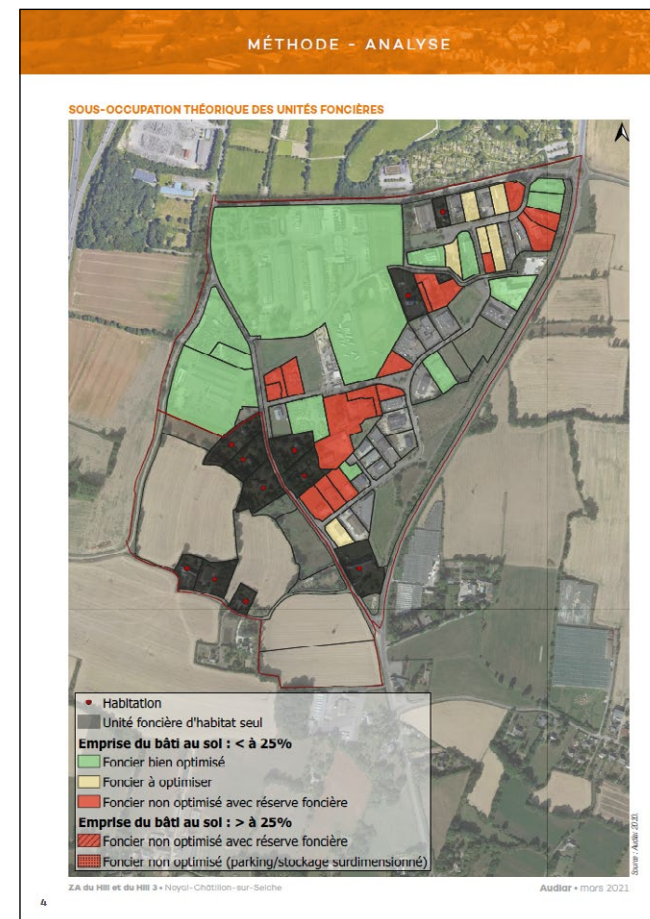 MÉTHODE - ANALYSE
SOUS-OCCUPATION THÉORIQUE DES UNITÉS FONCIÈRES
Habitation
Unité foncière d'habitat seul
Emprise du bâti au sol : < à 25%
Foncier bien optimisé
Foncier à optimiser
Foncier non optimisé avec réserve foncière
Emprise du bâti au sol : > à 25%
Foncier non optimisé avec réserve foncière
Foncier non optimisé (parking/stockage surdimensionné)
Source : Audiar 2020.
ZA du Hill et du Hill 3 • Noyal-Châtillon-sur-Seiche
Audiar • mars 2021
4